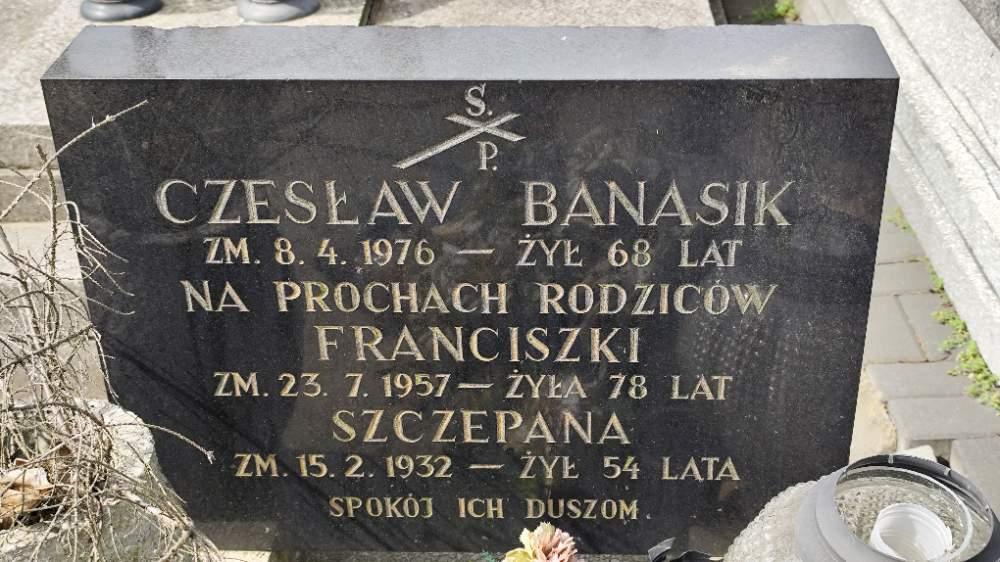 Ś. P.
CZESŁAW BANASIK
ZM. 8. 4. 1976 — ŻYŁ 68 LAT
NA PROCHACH RODZICÓW
FRANCISZKI
ZM. 23. 7. 1957 — ŻYŁA 78 LAT
SZCZEPANA
ZM. 15. 2. 1932 — ŻYŁ 54 LATA
SPOKÓJ ICH DUSZOM.